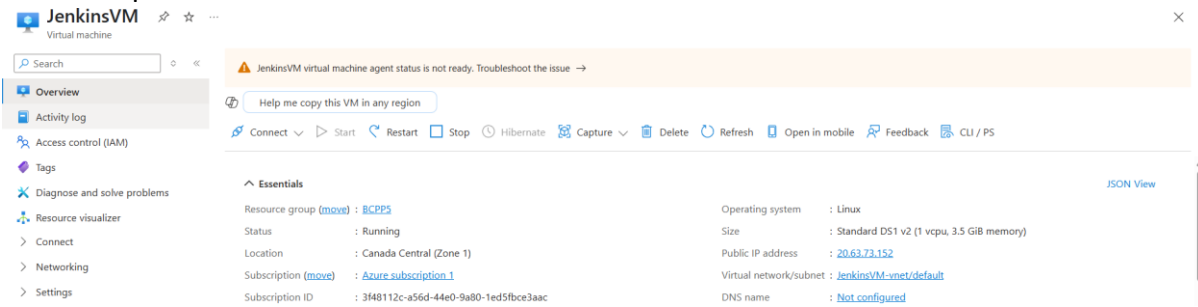 JenkinsVM
Virtual machine
Search
Overview
Activity log
Access control (IAM)
Tags
Diagnose and solve problems
Resource visualizer
Connect
Networking
Settings
JenkinsVM virtual machine agent status is not ready. Troubleshoot the issue →
Help me copy this VM in any region
Connect Start Restart Stop Hibernate Capture Delete Refresh Open in mobile Feedback CLI / PS
Essentials
JSON View
Resource group (move) : BCPP5
Status : Running
Location : Canada Central (Zone 1)
Subscription (move) : Azure subscription 1
Subscription ID : 3f48112c-a56d-44e0-9a80-1ed5fbce3aac
Operating system : Linux
Size : Standard DS1 v2 (1 vcpu, 3.5 GiB memory)
Public IP address : 20.63.73.152
Virtual network/subnet : JenkinsVM-vnet/default
DNS name : Not configured